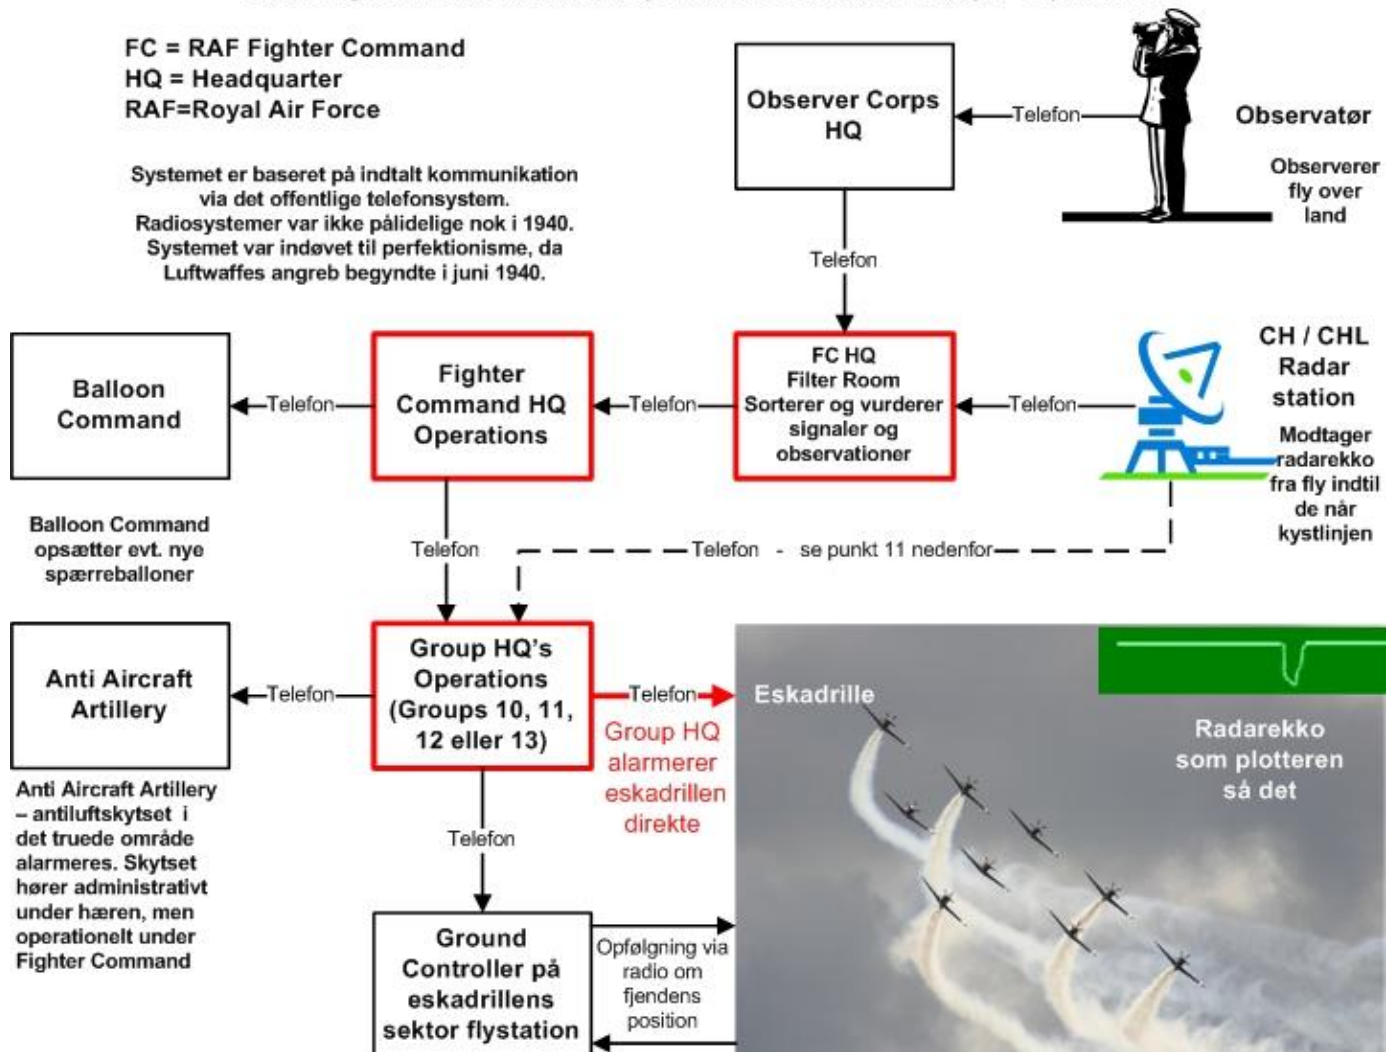 FC = RAF Fighter Command
HQ = Headquarter
RAF=Royal Air Force
Systemet er baseret på indtalt kommunikation
via det offentlige telefonsystem.
Radiosystemer var ikke pålidelige nok i 1940.
Systemet var indøvet til perfektionisme, da
Luftwaffes angreb begyndte i juni 1940.
Observer Corps
HQ
Telefon
Observatør
Observerer
fly over
land
Telefon
Balloon
Command
Telefon
Fighter
Command HQ
Operations
Telefon
FC HQ
Filter Room
Sorterer og vurderer
signaler og
observationer
Telefon
CH / CHL
Radar
station
Modtager
radarekko
fra fly indtil
de når
kystlinjen
Balloon Command
opsætter evt. nye
spærreballoner
Telefon
Telefon - se punkt 11 nedenfor
Anti Aircraft
Artillery
Telefon
Group HQ's
Operations
(Groups 10, 11,
12 eller 13)
Telefon
Group HQ
alarmerer
eskadrillen
direkte
Eskadrille
Radarekko
som plotteren
så det
Anti Aircraft Artillery
– antiluftskytset i
det truede område
alarmeres. Skytset
hører administrativt
under hæren, men
operationelt under
Fighter Command
Telefon
Ground
Controller på
eskadrillens
sektor flystation
Opfølgning via
radio om
fjendens
position